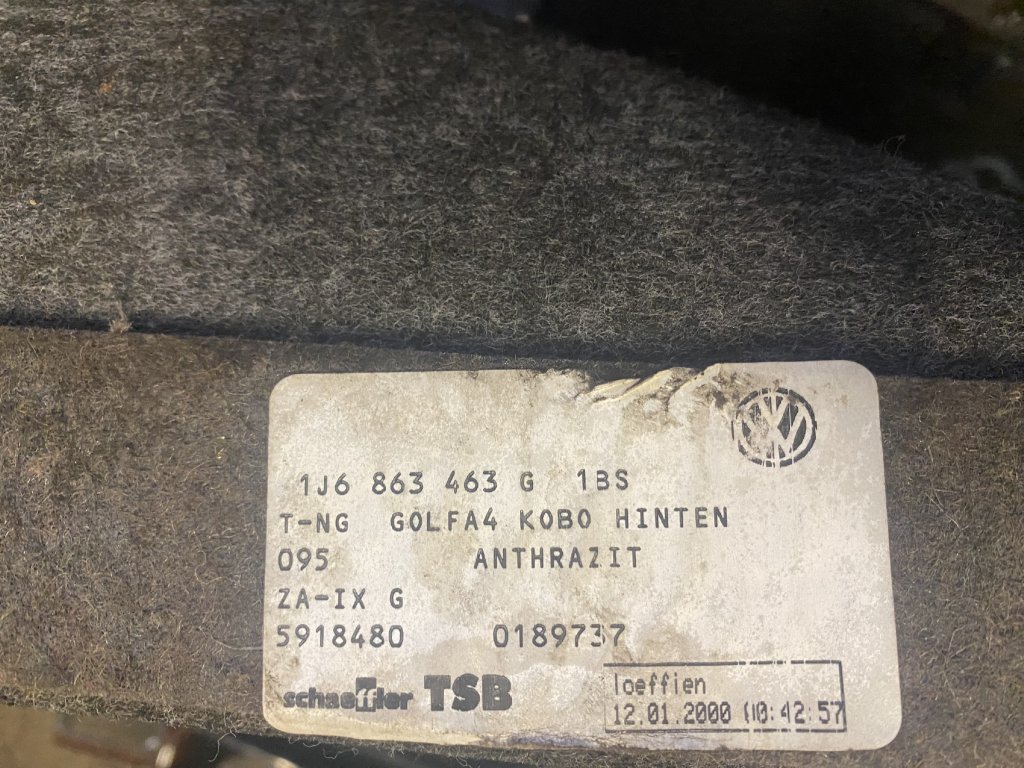 1J6 863 463 G 1BS
T-NG GOLFA4 KOBO HINTEN
095 ANTHRAZIT
ZA-IX G
5918480 0189737
schaeffler TSB
loeffien
12.01.2000 :42:57